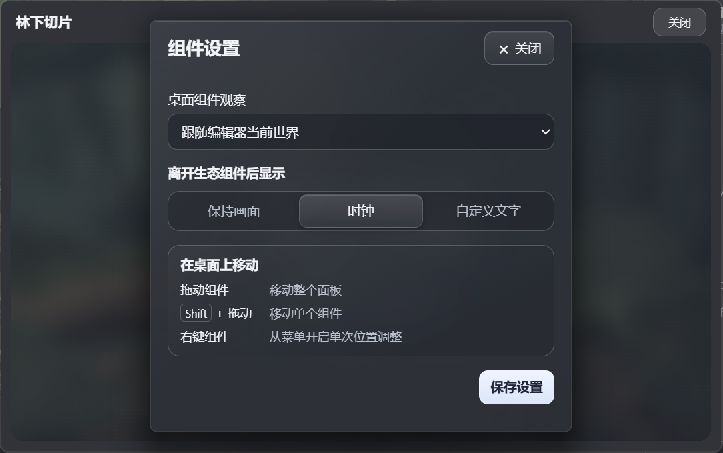 林下切片
关闭
组件设置
× 关闭
桌面组件观察
跟随编辑器当前世界
离开生态组件后显示
保持画面 时钟 自定义文字
在桌面上移动
拖动组件 移动整个面板
Shift + 拖动 移动单个组件
右键组件 从菜单开启单次位置调整
保存设置